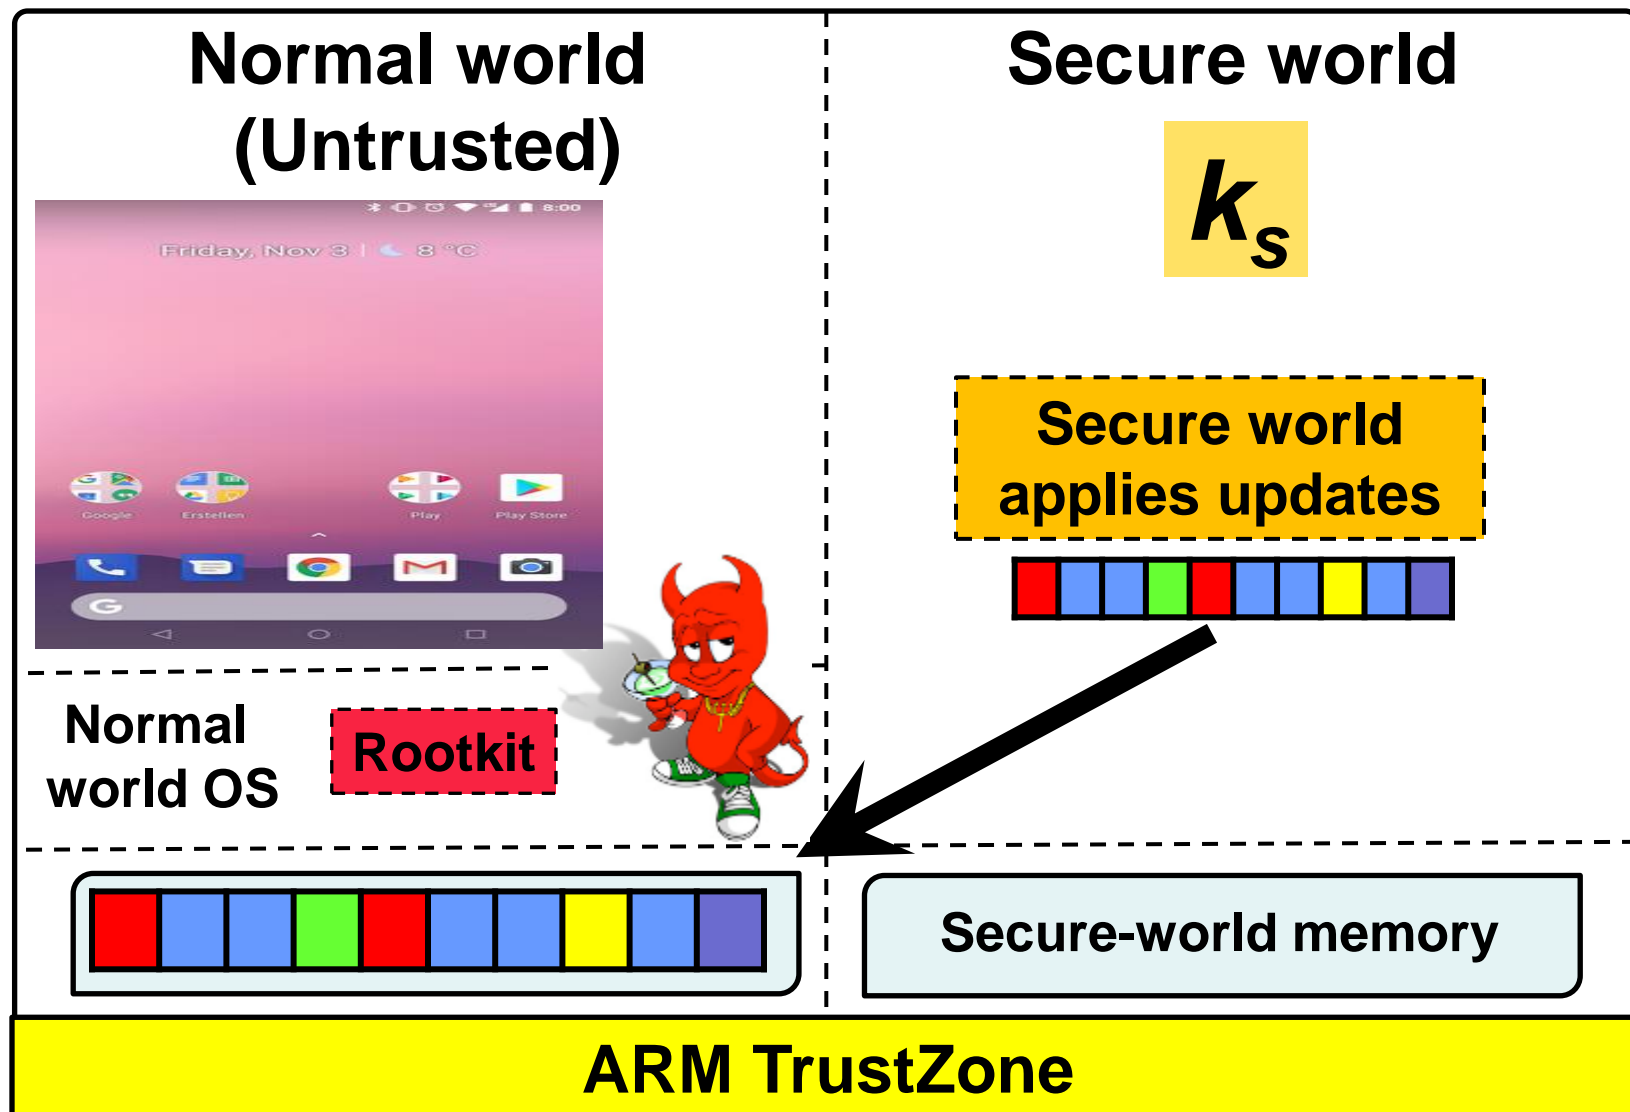 Normal world
(Untrusted)
Secure world
ks
8:00
Friday, Nov 3 | 8 °C
Google
Erstellen
Play
Play Store
Secure world
applies updates
Normal
world OS
Rootkit
Secure-world memory
ARM TrustZone